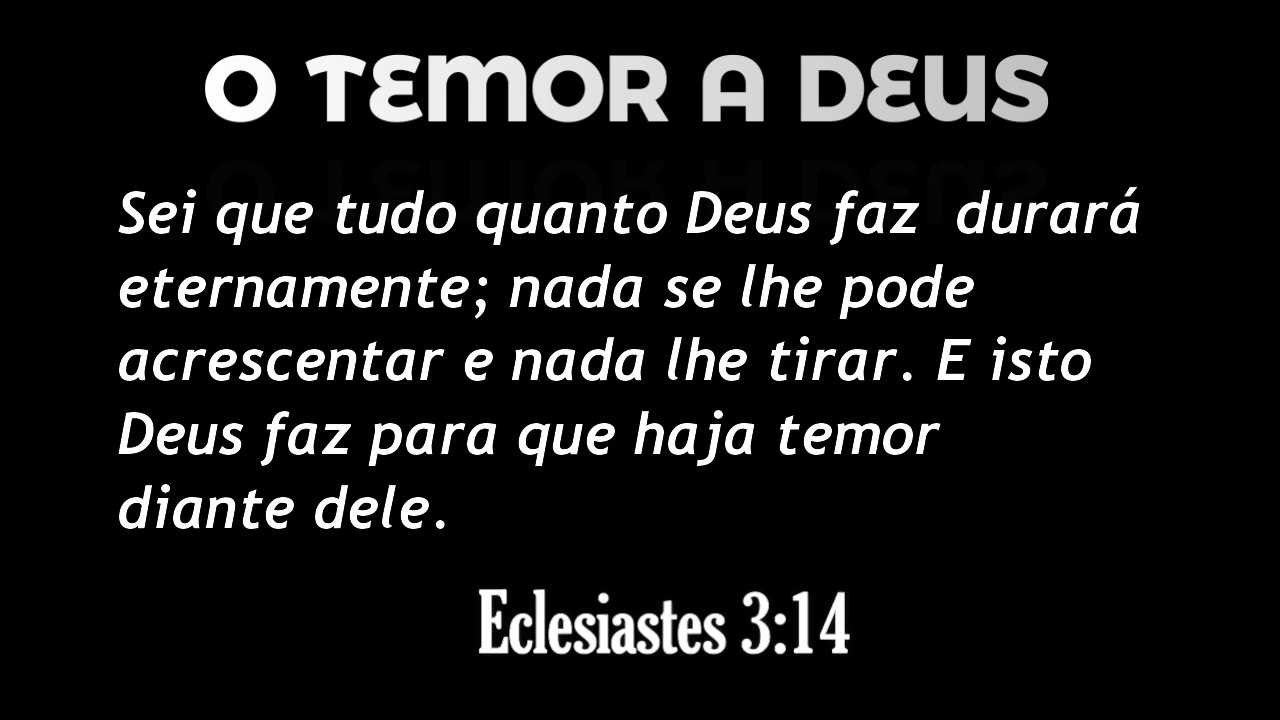 O TEMOR A DEUS
Sei que tudo quanto Deus faz durará
eternamente; nada se lhe pode
acrescentar e nada lhe tirar. E isto
Deus faz para que haja temor
diante dele.
Eclesiastes 3:14